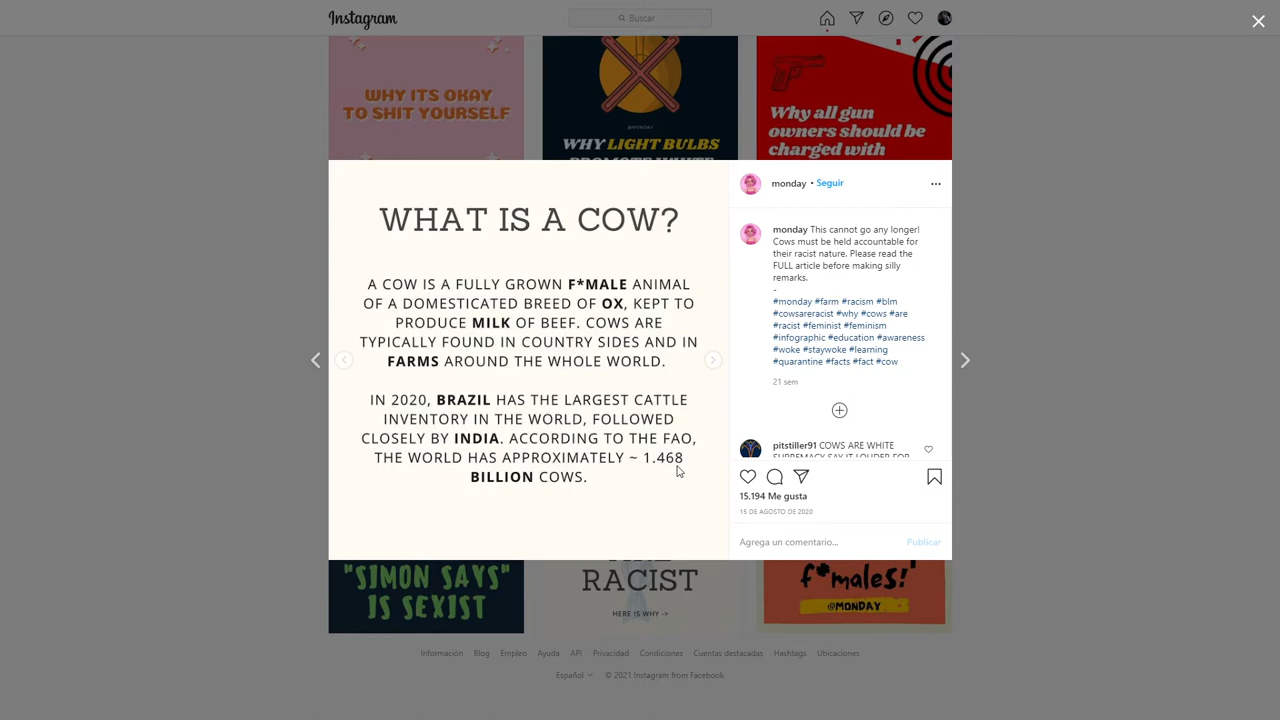 Instagram
Buscar
WHY ITS OKAY
TO SHIT YOURSELF
@MONDAY
WHY LIGHT BULBS
PROMOTE WHITE
Why all gun
owners should be
charged with
WHAT IS A COW?
A COW IS A FULLY GROWN F*MALE ANIMAL
OF A DOMESTICATED BREED OF OX, KEPT TO
PRODUCE MILK OF BEEF. COWS ARE
TYPICALLY FOUND IN COUNTRY SIDES AND IN
FARMS AROUND THE WHOLE WORLD.
IN 2020, BRAZIL HAS THE LARGEST CATTLE
INVENTORY IN THE WORLD, FOLLOWED
CLOSELY BY INDIA. ACCORDING TO THE FAO,
THE WORLD HAS APPROXIMATELY ~ 1.468
BILLION COWS.
monday • Seguir
monday This cannot go any longer!
Cows must be held accountable for
their racist nature. Please read the
FULL article before making silly
remarks.
-
#monday #farm #racism #blm
#cowsareracist #why #cows #are
#racist #feminist #feminism
#infographic #education #awareness
#woke #staywoke #learning
#quarantine #facts #fact #cow
21 sem
pitstiller91 COWS ARE WHITE
SUPREMACY SAY IT LOUDER FOR
15.194 Me gusta
15 DE AGOSTO DE 2020
Agrega un comentario...
Publicar
"SIMON SAYS"
IS SEXIST
ARE
RACIST
HERE IS WHY ->
f*males!"
@MONDAY
Información Blog Empleo Ayuda API Privacidad Condiciones Cuentas destacadas Hashtags Ubicaciones
Español © 2021 Instagram from Facebook